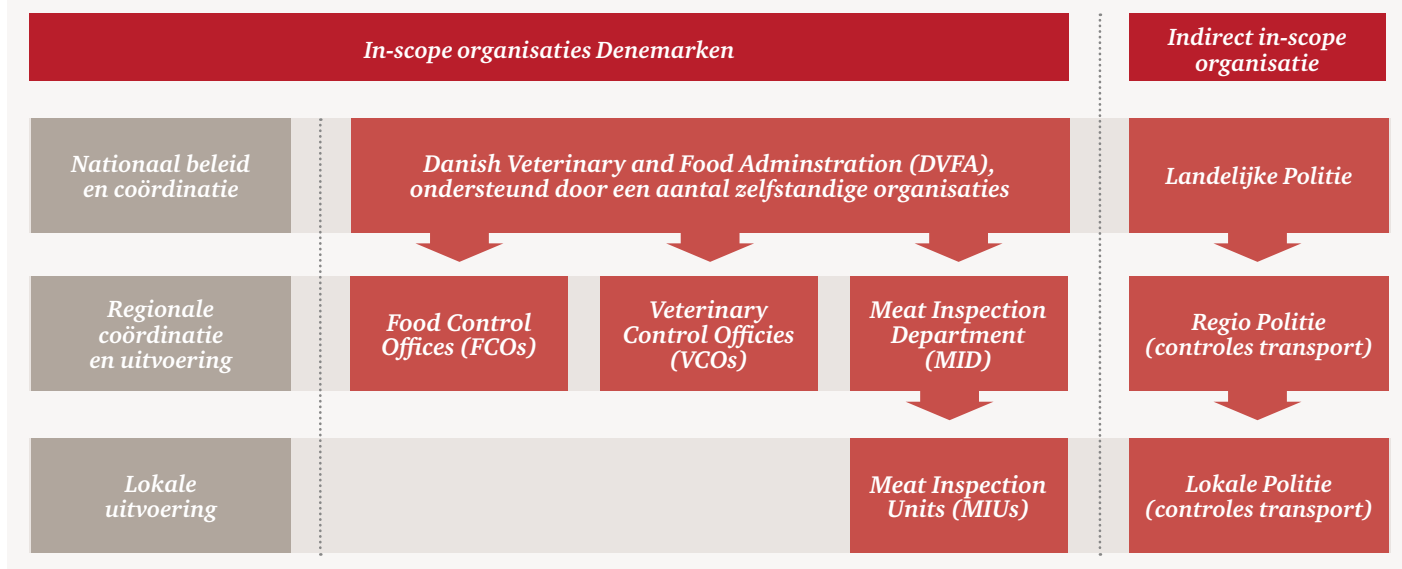 In-scope organisaties Denemarken
Indirect in-scope
organisatie
Nationaal beleid
en coördinatie
Danish Veterinary and Food Adminstration (DVFA),
ondersteund door een aantal zelfstandige organisaties
Landelijke Politie
Regionale
coördinatie
en uitvoering
Food Control
Offices (FCOs)
Veterinary
Control Officies
(VCOs)
Meat Inspection
Department
(MID)
Regio Politie
(controles transport)
Lokale
uitvoering
Meat Inspection
Units (MIUs)
Lokale Politie
(controles transport)